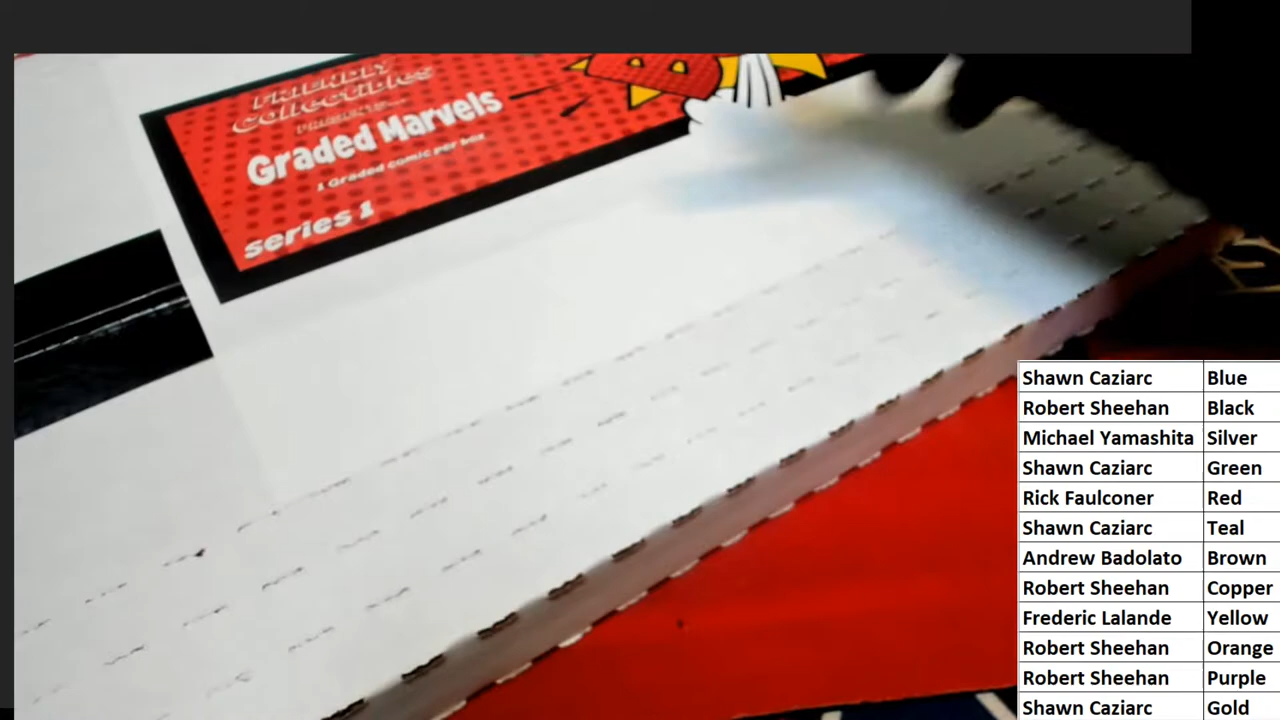 FRIENDLY
Collectibles
PRESENTS...
Graded Marvels
1 Graded comic per box
series 1
Shawn Caziarc Blue
Robert Sheehan Black
Michael Yamashita Silver
Shawn Caziarc Green
Rick Faulconer Red
Shawn Caziarc Teal
Andrew Badolato Brown
Robert Sheehan Copper
Frederic Lalande Yellow
Robert Sheehan Orange
Robert Sheehan Purple
Shawn Caziarc Gold